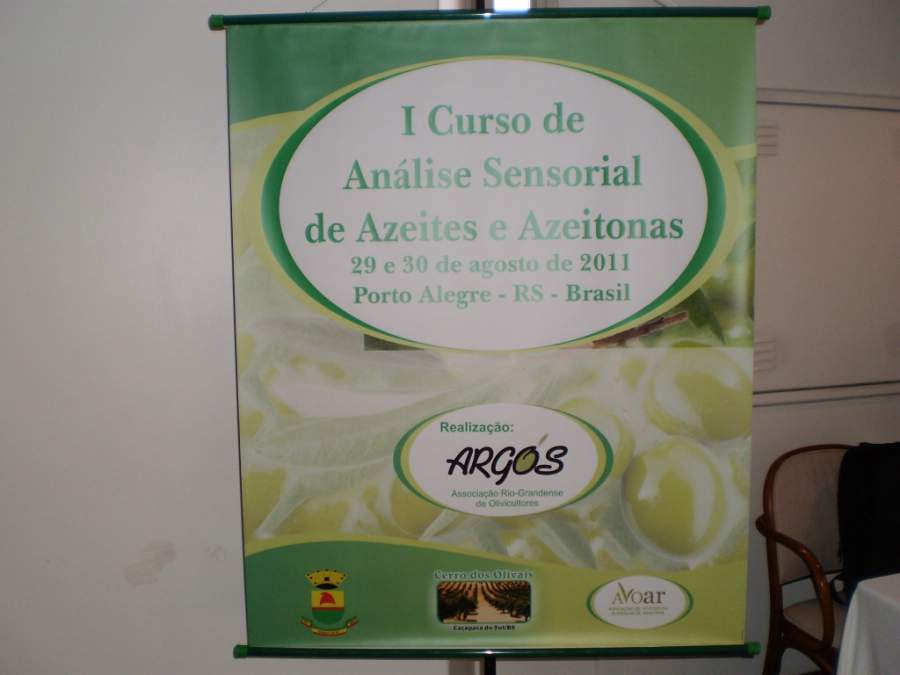 I Curso de
Análise Sensorial
de Azeites e Azeitonas
29 e 30 de agosto de 2011
Porto Alegre - RS - Brasil
Realização:
ARGÓS
Associação Rio-Grandense
de Olivicultores
Cerro dos Olivais
Caçapava do Sul/RS
AVoar